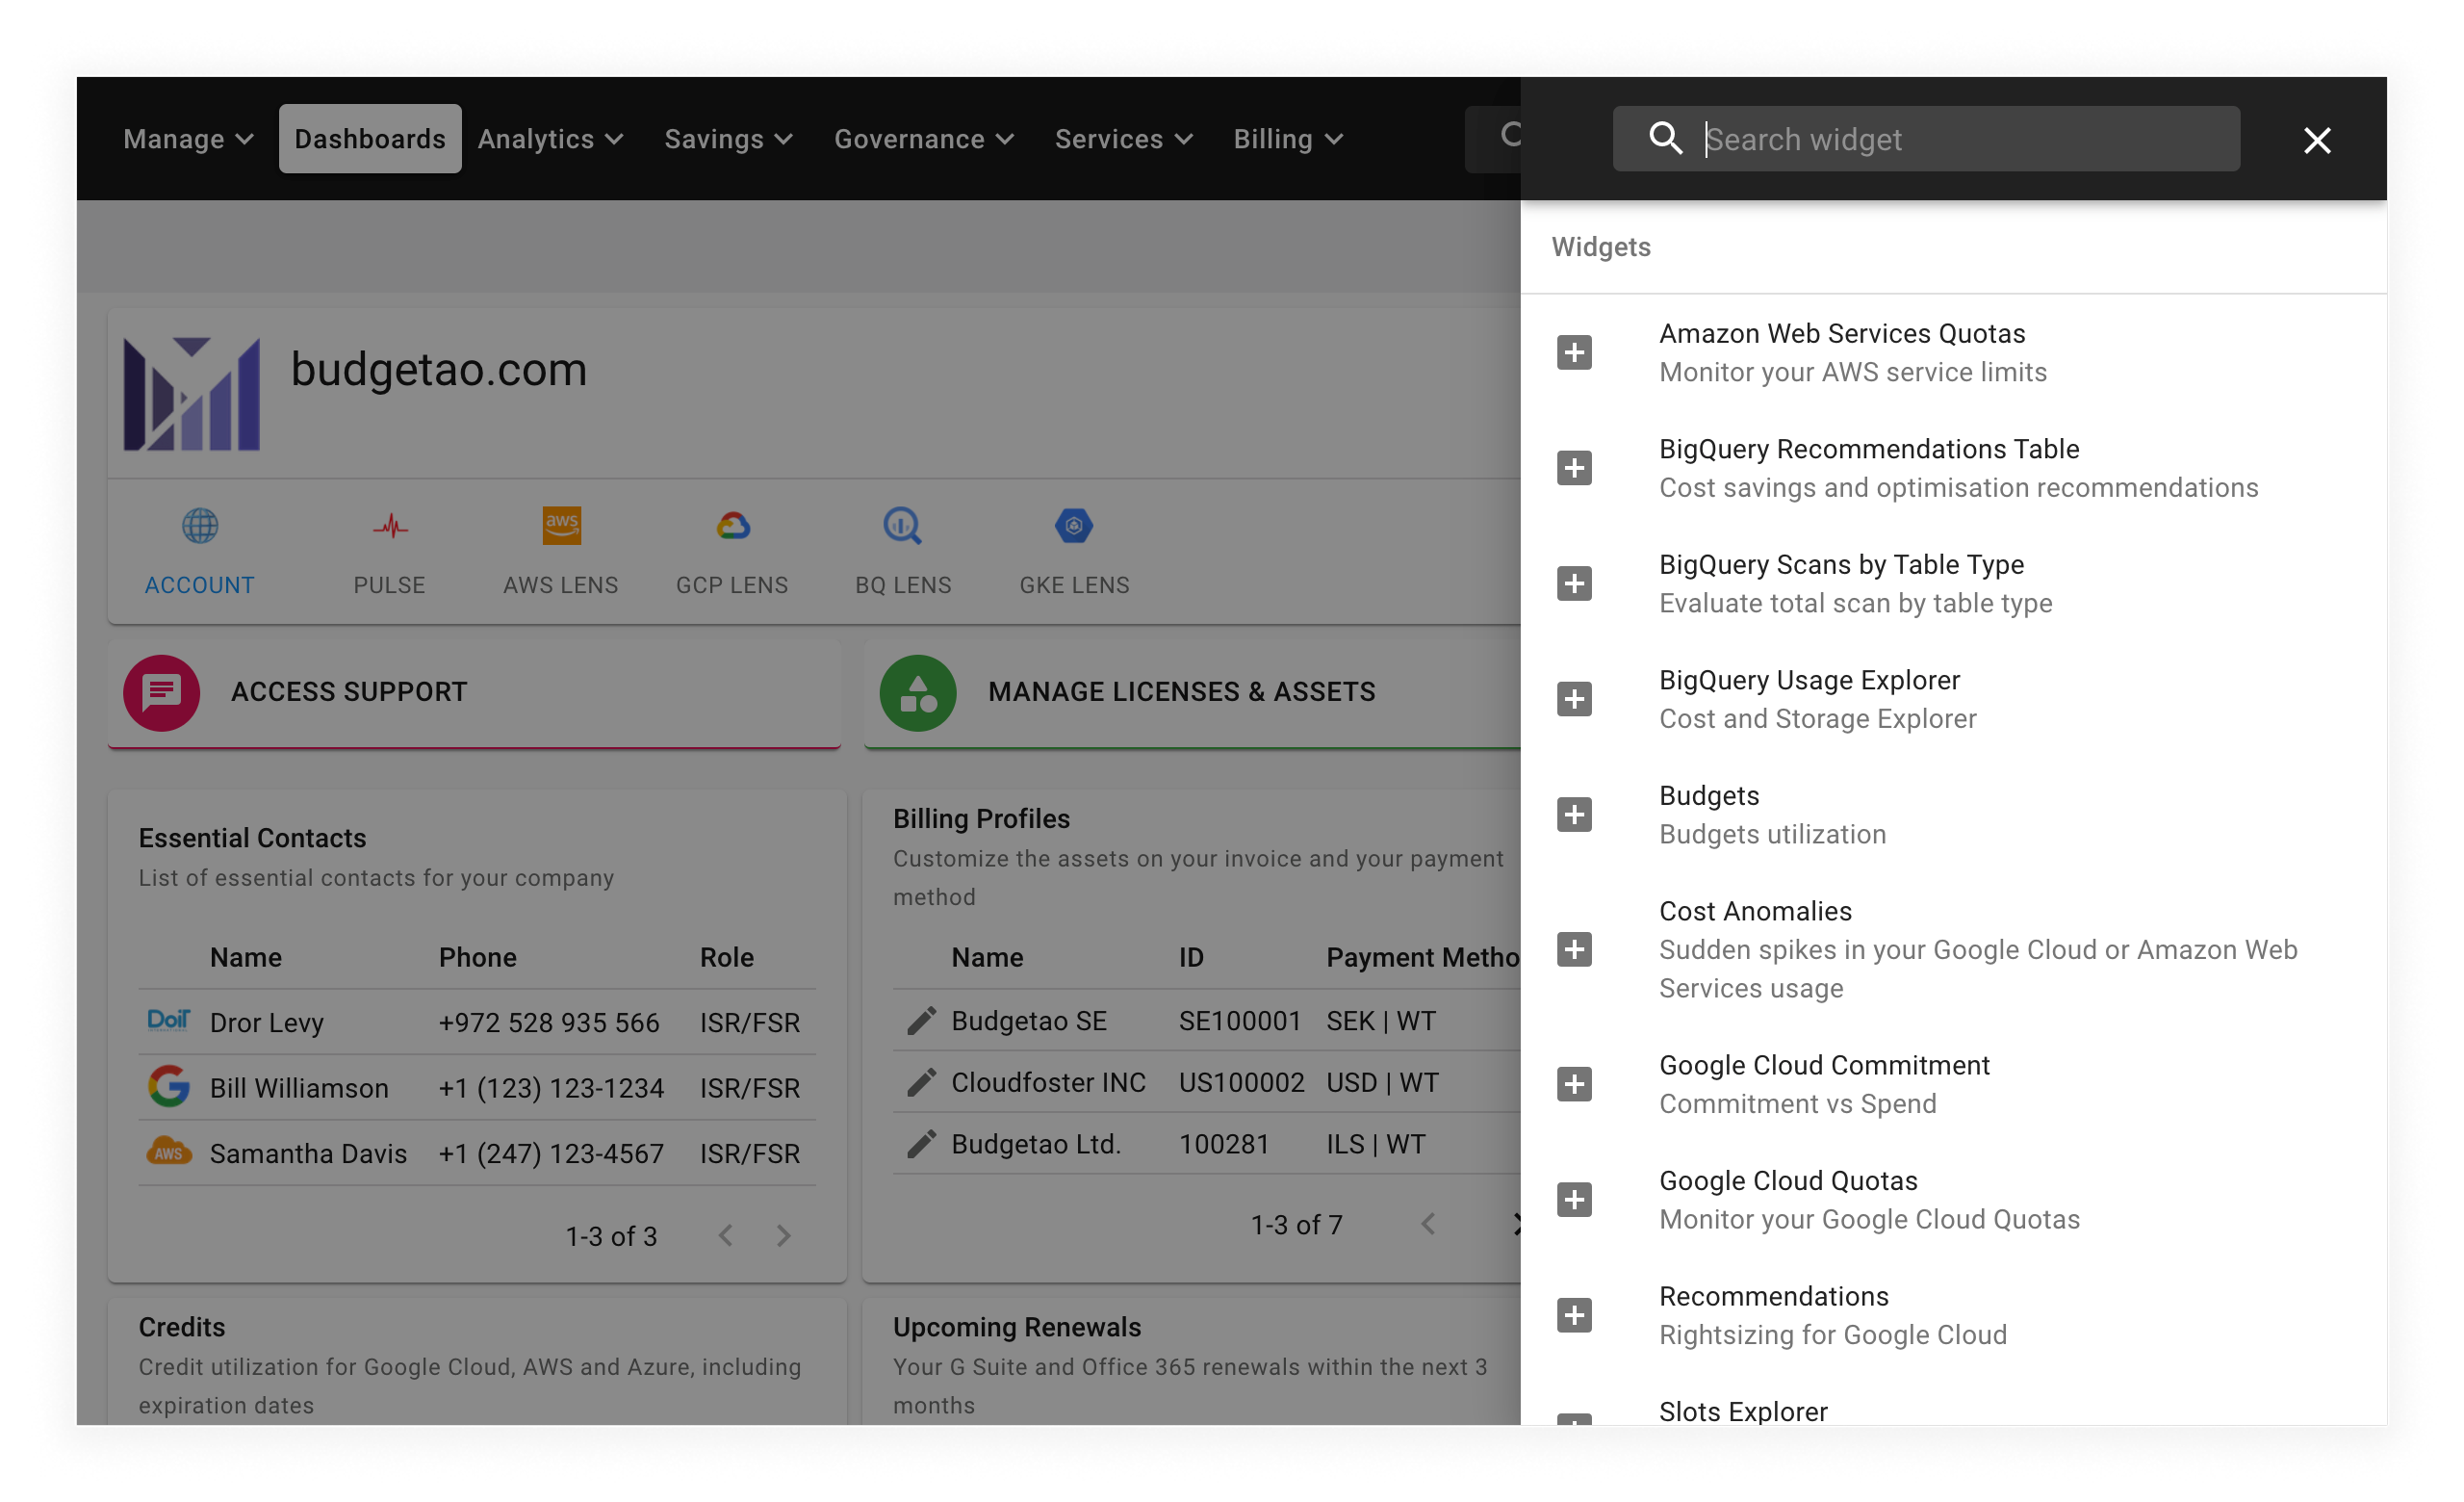 Manage Dashboards Analytics Savings Governance Services Billing
Search widget
budgetao.com
ACCOUNT PULSE AWS LENS GCP LENS BQ LENS GKE LENS
aws
ACCESS SUPPORT
MANAGE LICENSES & ASSETS
Essential Contacts
List of essential contacts for your company
Name Phone Role
DoiT Dror Levy +972 528 935 566 ISR/FSR
Bill Williamson +1 (123) 123-1234 ISR/FSR
AWS Samantha Davis +1 (247) 123-4567 ISR/FSR
1-3 of 3
Billing Profiles
Customize the assets on your invoice and your payment
method
Name ID Payment Metho
Budgetao SE SE100001 SEK | WT
Cloudfoster INC US100002 USD | WT
Budgetao Ltd. 100281 ILS | WT
1-3 of 7
Credits
Credit utilization for Google Cloud, AWS and Azure, including
expiration dates
Upcoming Renewals
Your G Suite and Office 365 renewals within the next 3
months
Widgets
Amazon Web Services Quotas
Monitor your AWS service limits
BigQuery Recommendations Table
Cost savings and optimisation recommendations
BigQuery Scans by Table Type
Evaluate total scan by table type
BigQuery Usage Explorer
Cost and Storage Explorer
Budgets
Budgets utilization
Cost Anomalies
Sudden spikes in your Google Cloud or Amazon Web
Services usage
Google Cloud Commitment
Commitment vs Spend
Google Cloud Quotas
Monitor your Google Cloud Quotas
Recommendations
Rightsizing for Google Cloud
Slots Explorer